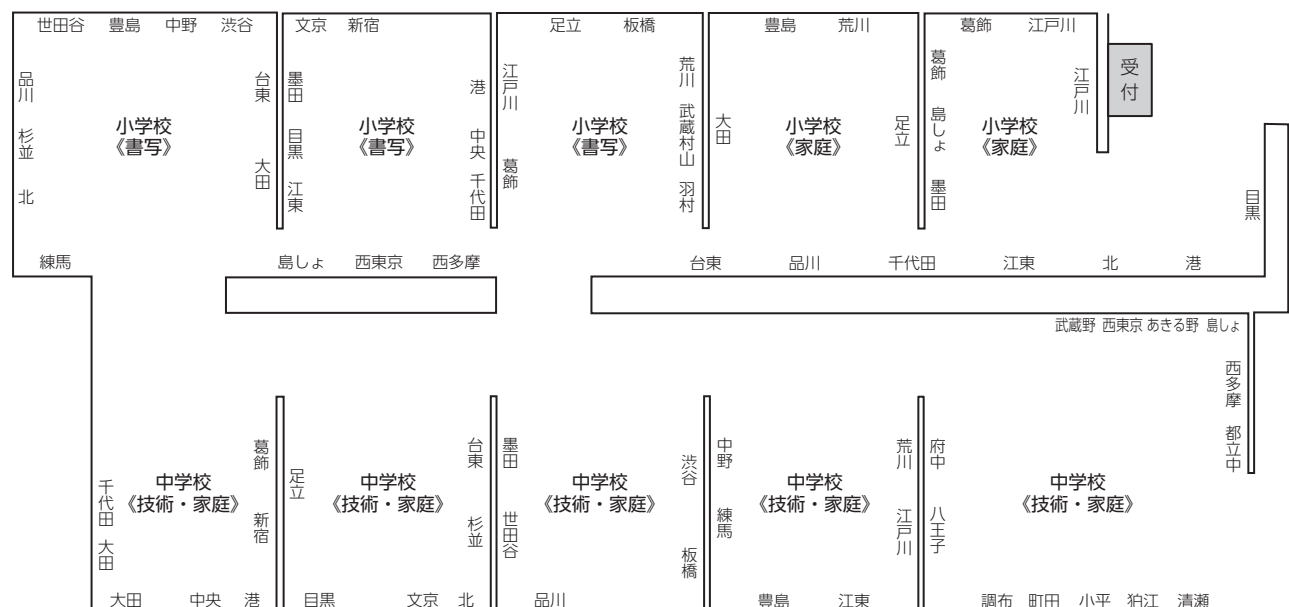 世田谷 豊島 中野 渋谷
文京 新宿
足立 板橋
豊島 荒川
葛飾 江戸川
受付
品川
杉並
北
小学校
《書写》
台東
大田
墨田
目黒
江東
小学校
《書写》
港
中央
千代田
江戸川
葛飾
小学校
《書写》
荒川
武蔵村山
羽村
大田
小学校
《家庭》
足立
葛飾
島しょ
墨田
小学校
《家庭》
江戸川
目黒
練馬
島しょ 西東京 西多摩
台東 品川 千代田 江東 北 港
武蔵野 西東京 あきる野 島しょ
西多摩
都立中
千代田
大田
中学校
《技術・家庭》
葛飾
新宿
足立
中学校
《技術・家庭》
台東
杉並
墨田
世田谷
中学校
《技術・家庭》
渋谷
板橋
中野
練馬
中学校
《技術・家庭》
荒川
江戸川
府中
八王子
中学校
《技術・家庭》
大田 中央 港
目黒 文京 北
品川
豊島 江東
調布 町田 小平 狛江 清瀬